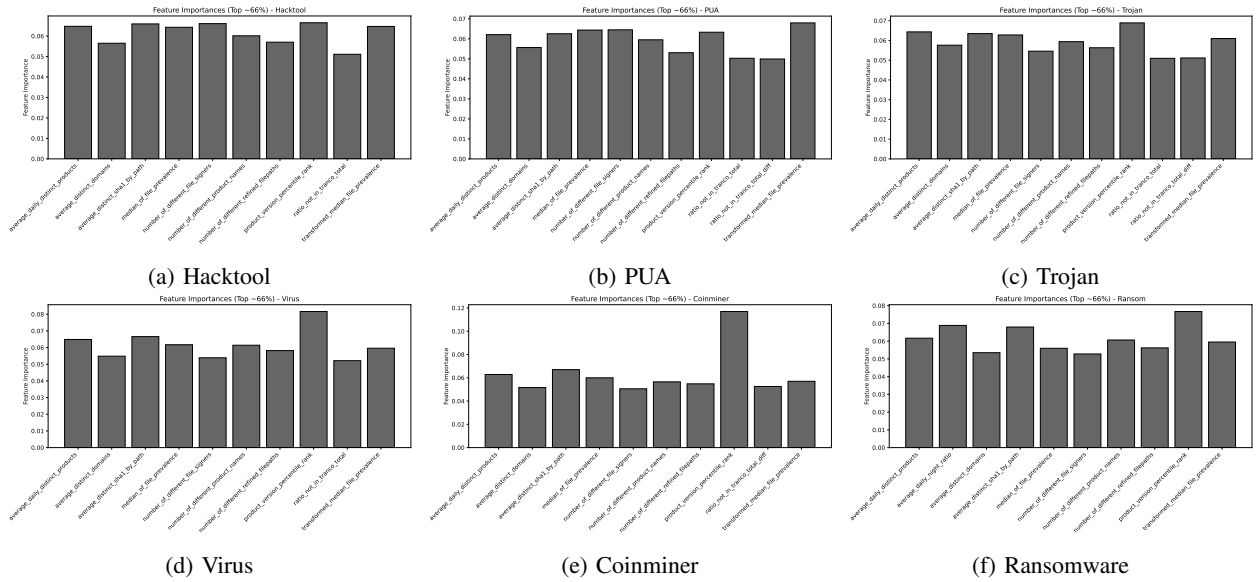 Feature Importances (Top ~66%) - Hacktool
Feature Importance
0.06
0.05
0.04
0.03
0.02
0.01
0.00
average_daily_distinct_products
average_distinct_domains
average_distinct_sha1_by_path
median_of_file_prevalence
number_of_different_file_signers
number_of_different_product_names
number_of_different_refined_filepaths
product_version_percentile_rank
ratio_not_in_tranco_total
transformed_median_file_prevalence
(a) Hacktool
Feature Importances (Top ~66%) - PUA
Feature Importance
0.07
0.06
0.05
0.04
0.03
0.02
0.01
0.00
average_daily_distinct_products
average_distinct_domains
average_distinct_sha1_by_path
median_of_file_prevalence
number_of_different_file_signers
number_of_different_product_names
number_of_different_refined_filepaths
product_version_percentile_rank
ratio_not_in_tranco_total
ratio_not_in_tranco_total_diff
transformed_median_file_prevalence
(b) PUA
Feature Importances (Top ~66%) - Trojan
Feature Importance
0.07
0.06
0.05
0.04
0.03
0.02
0.01
0.00
average_daily_distinct_products
average_distinct_domains
average_distinct_sha1_by_path
median_of_file_prevalence
number_of_different_file_signers
number_of_different_product_names
number_of_different_refined_filepaths
product_version_percentile_rank
ratio_not_in_tranco_total
ratio_not_in_tranco_total_diff
transformed_median_file_prevalence
(c) Trojan
Feature Importances (Top ~66%) - Virus
Feature Importance
0.08
0.07
0.06
0.05
0.04
0.03
0.02
0.01
0.00
average_daily_distinct_products
average_distinct_domains
average_distinct_sha1_by_path
median_of_file_prevalence
number_of_different_file_signers
number_of_different_product_names
number_of_different_refined_filepaths
product_version_percentile_rank
ratio_not_in_tranco_total
transformed_median_file_prevalence
(d) Virus
Feature Importances (Top ~66%) - Coinminer
Feature Importance
0.12
0.10
0.08
0.06
0.04
0.02
0.00
average_daily_distinct_products
average_distinct_domains
average_distinct_sha1_by_path
median_of_file_prevalence
number_of_different_file_signers
number_of_different_product_names
number_of_different_refined_filepaths
product_version_percentile_rank
ratio_not_in_tranco_total_diff
transformed_median_file_prevalence
(e) Coinminer
Feature Importances (Top ~66%) - Ransom
Feature Importance
0.08
0.07
0.06
0.05
0.04
0.03
0.02
0.01
0.00
average_daily_distinct_products
average_daily_night_ratio
average_distinct_domains
average_distinct_sha1_by_path
median_of_file_prevalence
number_of_different_file_signers
number_of_different_product_names
number_of_different_refined_filepaths
product_version_percentile_rank
transformed_median_file_prevalence
(f) Ransomware